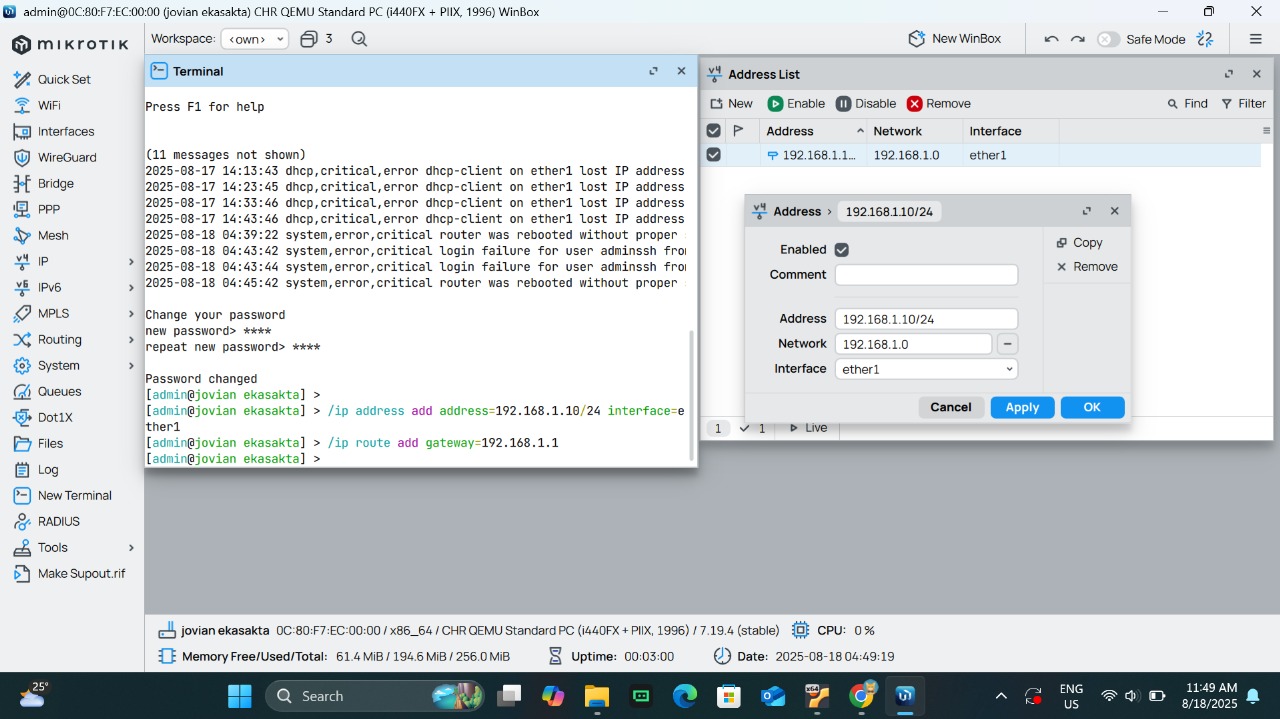 admin@0C:80:F7:EC:00:00 (jovian ekasakta) CHR QEMU Standard PC (i440FX + PIIX, 1996) WinBox
MIKROTIK
Workspace: <own> 3
New WinBox
Safe Mode
Quick Set
WiFi
Interfaces
WireGuard
Bridge
PPP
Mesh
IP
IPv6
MPLS
Routing
System
Queues
Dot1X
Files
Log
New Terminal
RADIUS
Tools
Make Supout.rif
Terminal
Press F1 for help
(11 messages not shown)
2025-08-17 14:13:43 dhcp,critical,error dhcp-client on ether1 lost IP address
2025-08-17 14:23:45 dhcp,critical,error dhcp-client on ether1 lost IP address
2025-08-17 14:33:46 dhcp,critical,error dhcp-client on ether1 lost IP address
2025-08-17 14:43:46 dhcp,critical,error dhcp-client on ether1 lost IP address
2025-08-18 04:39:22 system,error,critical router was rebooted without proper
2025-08-18 04:43:42 system,error,critical login failure for user adminssh from
2025-08-18 04:43:44 system,error,critical login failure for user adminssh from
2025-08-18 04:45:42 system,error,critical router was rebooted without proper
Change your password
new password> ****
repeat new password> ****
Password changed
[admin@jovian ekasakta] >
[admin@jovian ekasakta] > /ip address add address=192.168.1.10/24 interface=e
ther1
[admin@jovian ekasakta] > /ip route add gateway=192.168.1.1
[admin@jovian ekasakta] >
Address List
New Enable Disable Remove Find Filter
Address Network Interface
192.168.1.1... 192.168.1.0 ether1
Address > 192.168.1.10/24
Enabled
Comment
Address 192.168.1.10/24
Network 192.168.1.0
Interface ether1
Copy
Remove
Cancel Apply OK
1 1 Live
jovian ekasakta 0C:80:F7:EC:00:00 / x86_64 / CHR QEMU Standard PC (i440FX + PIIX, 1996) / 7.19.4 (stable) CPU: 0 %
Memory Free/Used/Total: 61.4 MiB / 194.6 MiB / 256.0 MiB Uptime: 00:03:00 Date: 2025-08-18 04:49:19
25°
Search
x64
ENG
US
11:49 AM
8/18/2025